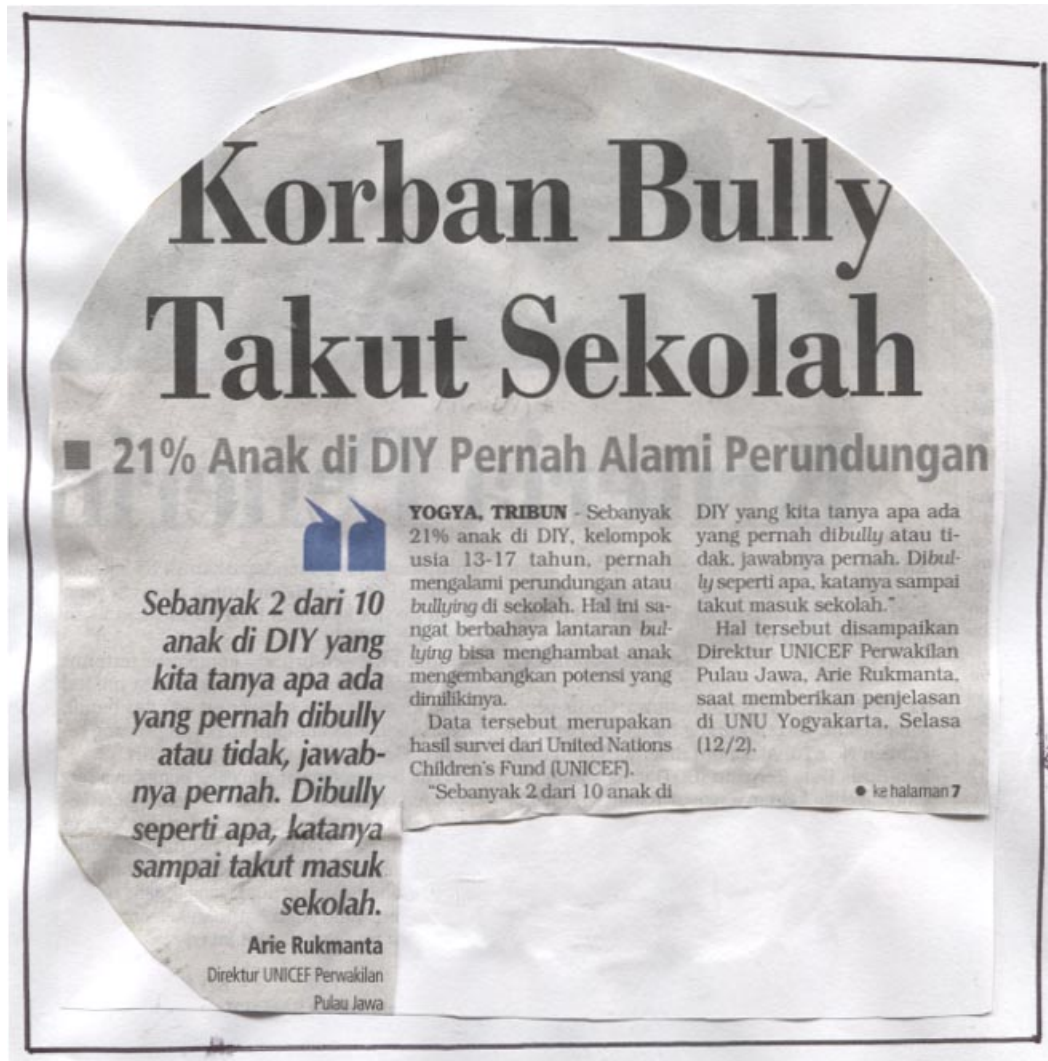 Korban Bully
Takut Sekolah
■ 21% Anak di DIY Pernah Alami Perundungan
Sebanyak 2 dari 10
anak di DIY yang
kita tanya apa ada
yang pernah dibully
atau tidak, jawab-
nya pernah. Dibully
seperti apa, katanya
sampai takut masuk
sekolah.
Arie Rukmanta
Direktur UNICEF Perwakilan
Pulau Jawa
YOGYA, TRIBUN - Sebanyak
21% anak di DIY, kelompok
usia 13-17 tahun, pernah
mengalami perundungan atau
bullying di sekolah. Hal ini sa-
ngat berbahaya lantaran bul-
lying bisa menghambat anak
mengembangkan potensi yang
dimilikinya.
Data tersebut merupakan
hasil survei dari United Nations
Children's Fund (UNICEF).
"Sebanyak 2 dari 10 anak di
DIY yang kita tanya apa ada
yang pernah dibully atau ti-
dak, jawabnya pernah. Dibul-
ly seperti apa, katanya sampai
takut masuk sekolah."
Hal tersebut disampaikan
Direktur UNICEF Perwakilan
Pulau Jawa, Arie Rukmanta,
saat memberikan penjelasan
di UNU Yogyakarta, Selasa
(12/2).
● ke halaman 7